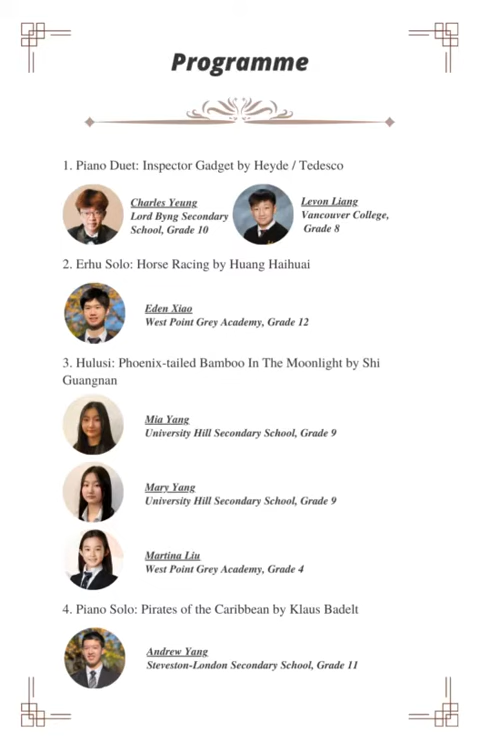 Programme
1. Piano Duet: Inspector Gadget by Heyde / Tedesco
Charles Yeung
Lord Byng Secondary
School, Grade 10
Levon Liang
Vancouver College,
Grade 8
2. Erhu Solo: Horse Racing by Huang Haihuai
Eden Xiao
West Point Grey Academy, Grade 12
3. Hulusi: Phoenix-tailed Bamboo In The Moonlight by Shi
Guangnan
Mia Yang
University Hill Secondary School, Grade 9
Mary Yang
University Hill Secondary School, Grade 9
Martina Liu
West Point Grey Academy, Grade 4
4. Piano Solo: Pirates of the Caribbean by Klaus Badelt
Andrew Yang
Steveston-London Secondary School, Grade 11